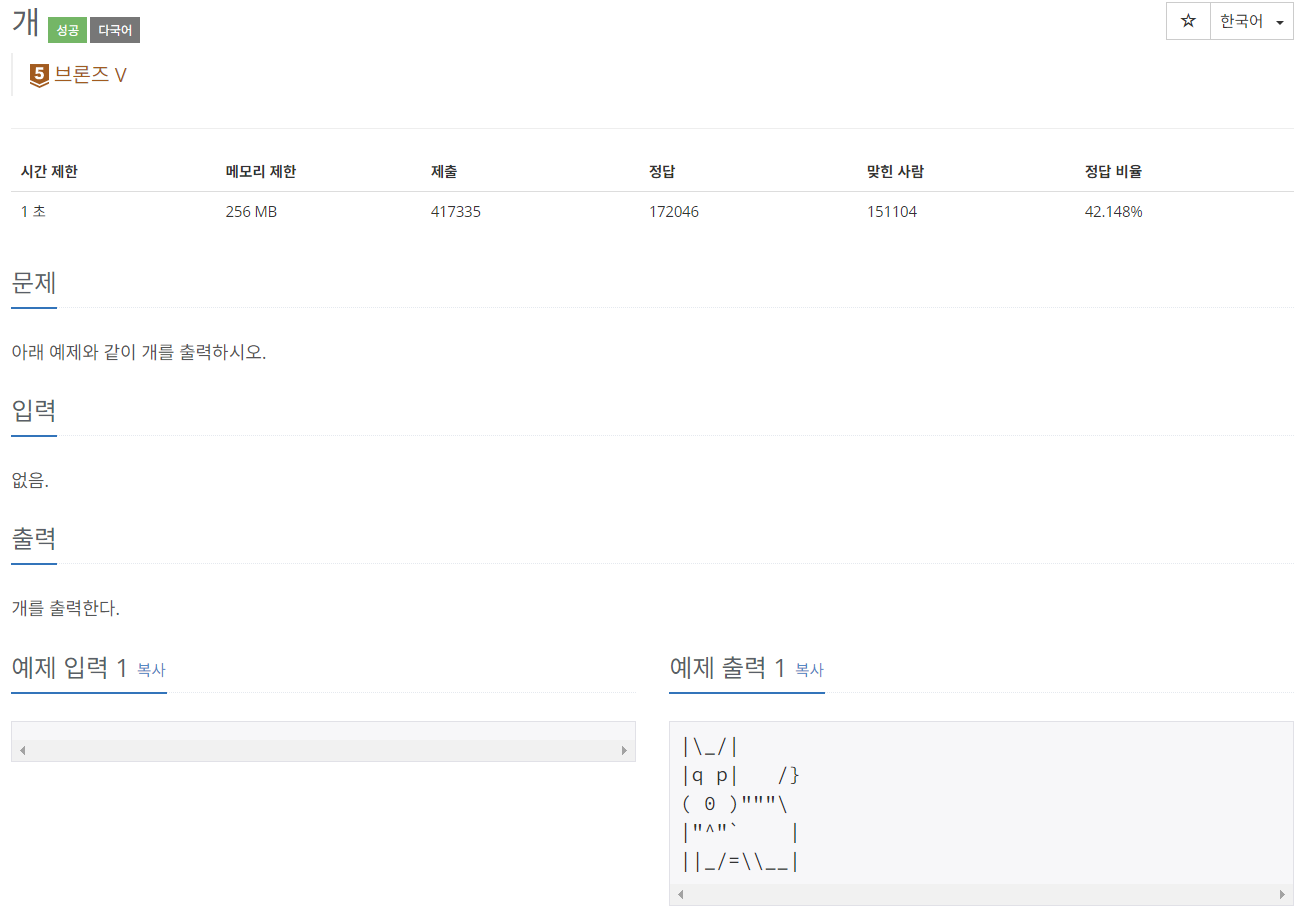 개 성공 다국어
☆ 한국어
5 브론즈 V
시간 제한 메모리 제한 제출 정답 맞힌 사람 정답 비율
1 초 256 MB 417335 172046 151104 42.148%
문제
아래 예제와 같이 개를 출력하시오.
입력
없음.
출력
개를 출력한다.
예제 입력 1 복사
예제 출력 1 복사
|\_/|
|q p|   /}
( 0 )"""\
|"^"`    |
||_/=\\__|